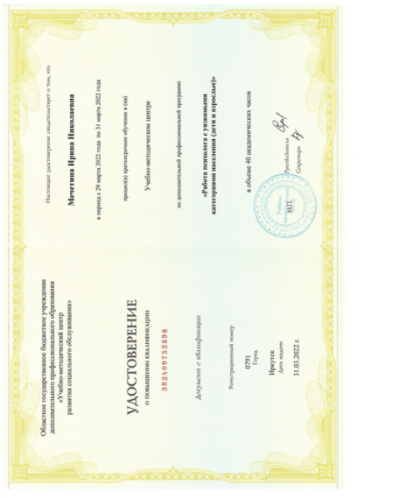 Областное государственное бюджетное учреждение
дополнительного профессионального образования
«Учебно-методический центр
развития социального обслуживания»
УДОСТОВЕРЕНИЕ
О ПОВЫШЕНИИ КВАЛИФИКАЦИИ
382409752598
Документ о квалификации
Регистрационный номер
0791
Город
Иркутск
Дата выдачи
31.03.2022 г.
Настоящее удостоверение свидетельствует о том, что
Мечетина Ирина Николаевна
в период с 29 марта 2022 года по 31 марта 2022 года
прошел(а) краткосрочное обучение в (на)
Учебно-методическом центре
по дополнительной профессиональной программе
«Работа психолога с уязвимыми
категориями населения (дети и взрослые)»
в объеме 40 академических часов
Руководитель
Секретарь
М.П.